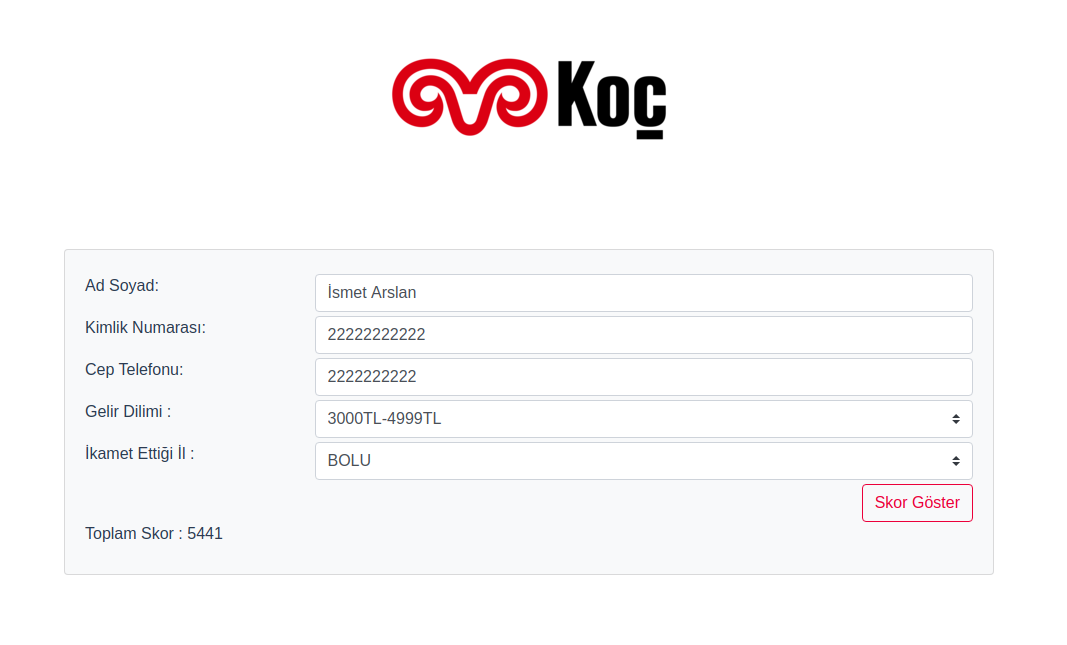 Koç
Ad Soyad:
İsmet Arslan
Kimlik Numarası:
22222222222
Cep Telefonu:
2222222222
Gelir Dilimi :
3000TL-4999TL
İkamet Ettiği İl :
BOLU
Skor Göster
Toplam Skor : 5441